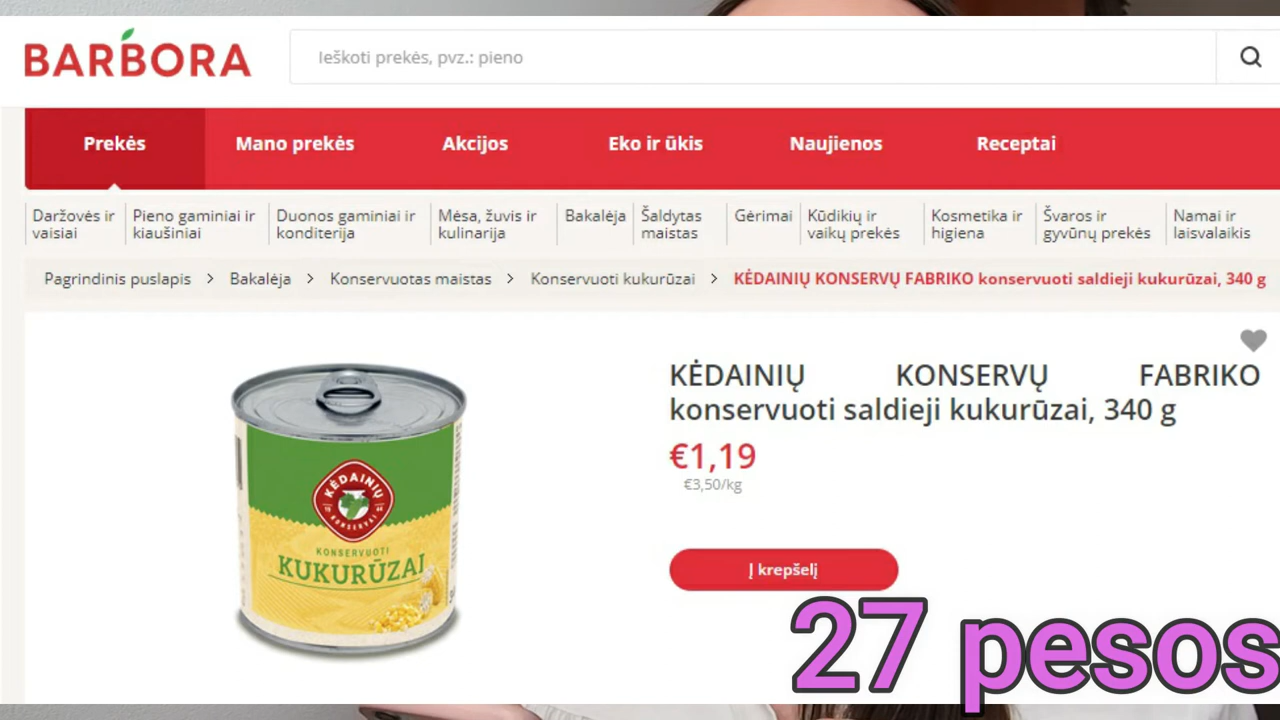 BARBORA
Ieškoti prekės, pvz.: pieno
Prekės
Mano prekės
Akcijos
Eko ir ūkis
Naujienos
Receptai
Daržovės ir
vaisiai
Pieno gaminiai ir
kiaušiniai
Duonos gaminiai ir
konditerija
Mėsa, žuvis ir
kulinarija
Bakalėja
Šaldytas
maistas
Gėrimai
Kūdikių ir
vaikų prekės
Kosmetika ir
higiena
Švaros ir
gyvūnų prekės
Namai ir
laisvalaikis
Pagrindinis puslapis > Bakalėja > Konservuotas maistas > Konservuoti kukurūzai > KĖDAINIŲ KONSERVŲ FABRIKO konservuoti saldieji kukurūzai, 340 g
KĖDAINIŲ
KONSERVAI
KONSERVUOTI
KUKURŪZAI
KĖDAINIŲ KONSERVŲ FABRIKO
konservuoti saldieji kukurūzai, 340 g
€1,19
€3,50/kg
Į krepšelį
27 pesos